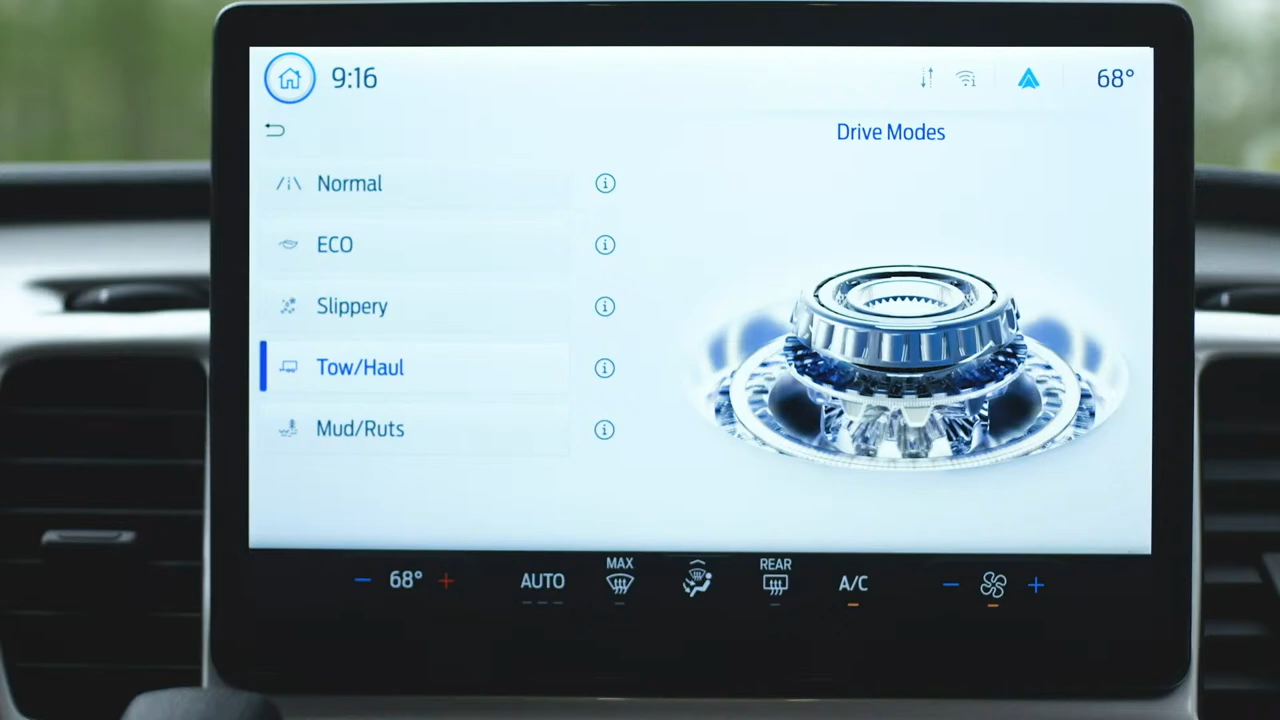 9:16
68°
Drive Modes
Normal
ECO
Slippery
Tow/Haul
Mud/Ruts
68°
AUTO
MAX
REAR
A/C